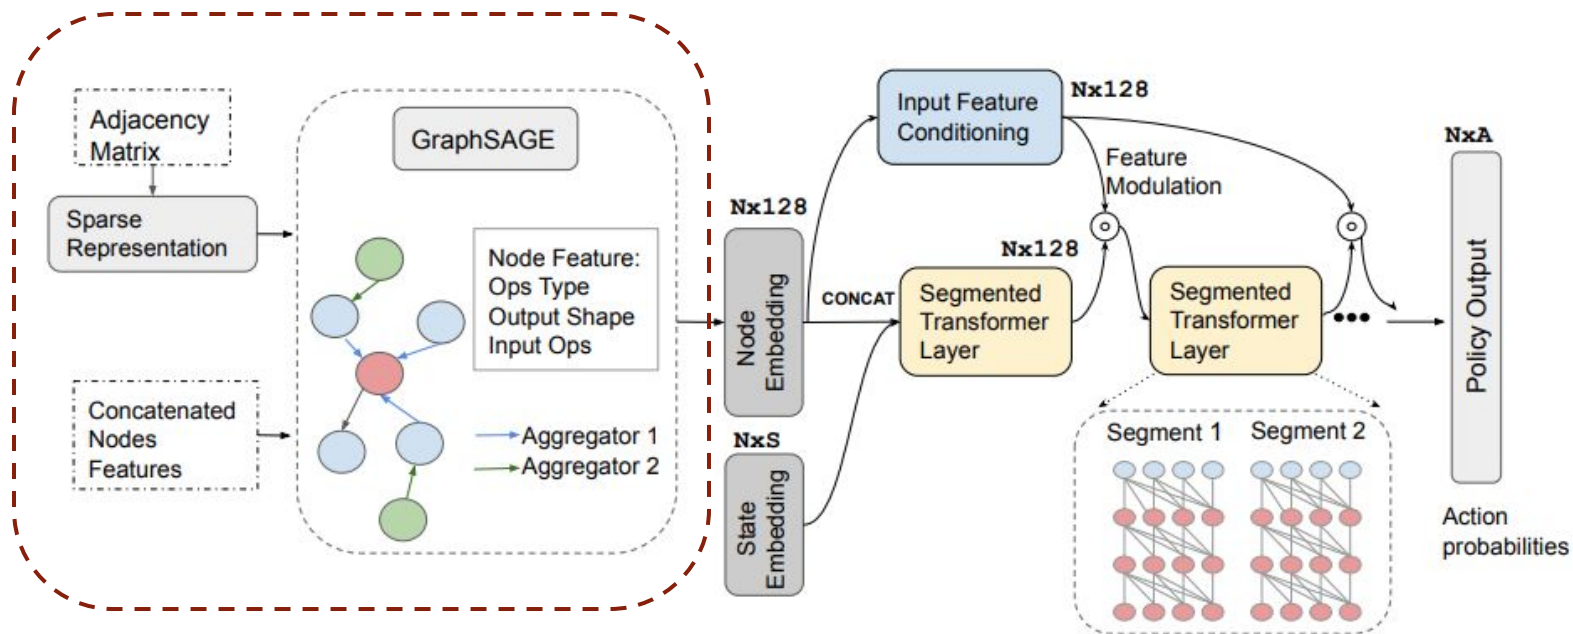 Adjacency
Matrix
Sparse
Representation
Concatenated
Nodes
Features
GraphSAGE
Node Feature:
Ops Type
Output Shape
Input Ops
Aggregator 1
Aggregator 2
Nx128
Node
Embedding
NxS
State
Embedding
CONCAT
Input Feature
Conditioning
Nx128
Feature
Modulation
Nx128
Segmented
Transformer
Layer
Segmented
Transformer
Layer
Segment 1
Segment 2
NxA
Policy Output
Action
probabilities